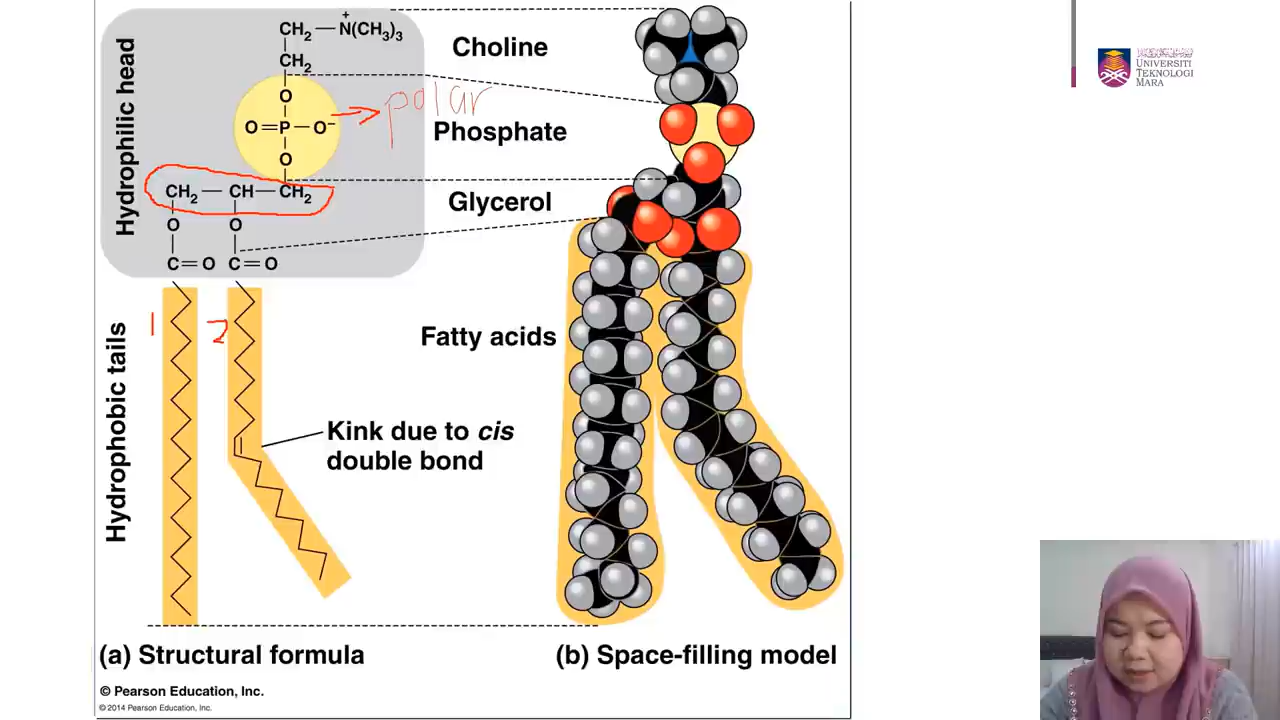 CH₂—N(CH₃)₃
+
CH₂
O
O=P—O⁻
O
CH₂—CH—CH₂
O O
C=O C=O
Hydrophilic head
Hydrophobic tails
polar
1 2
Choline
Phosphate
Glycerol
Fatty acids
Kink due to cis
double bond
(a) Structural formula
(b) Space-filling model
© Pearson Education, Inc.
© 2014 Pearson Education, Inc.
UNIVERSITI
TEKNOLOGI
MARA